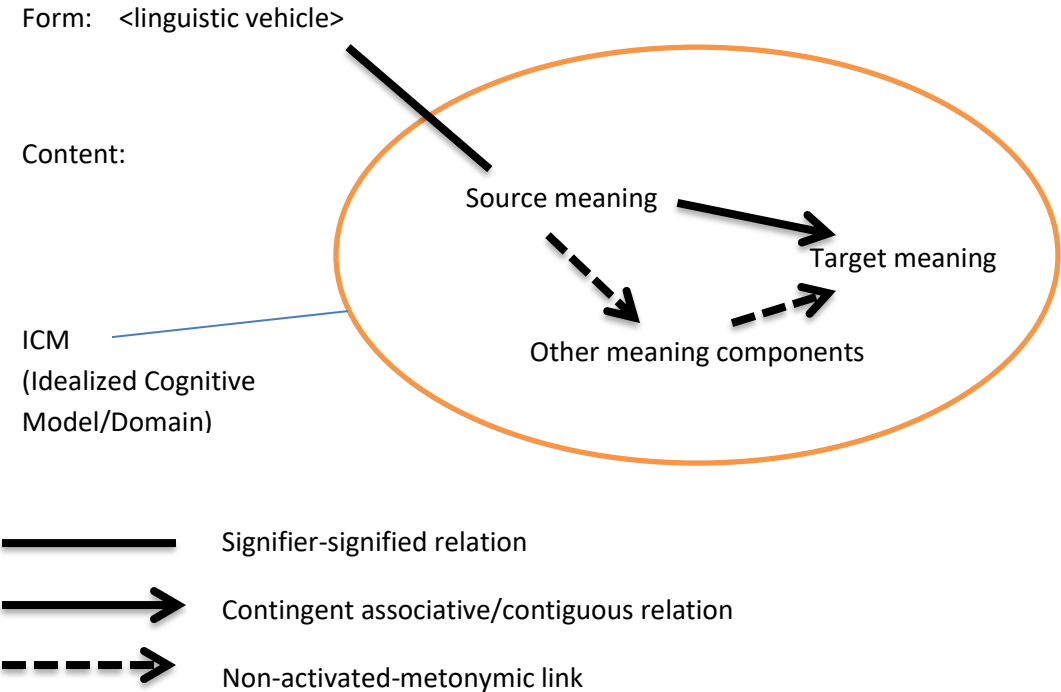 Form: <linguistic vehicle>
Content:
Source meaning
Target meaning
ICM
Other meaning components
(Idealized Cognitive
Model/Domain)
Signifier-signified relation
Contingent associative/contiguous relation
Non-activated-metonymic link